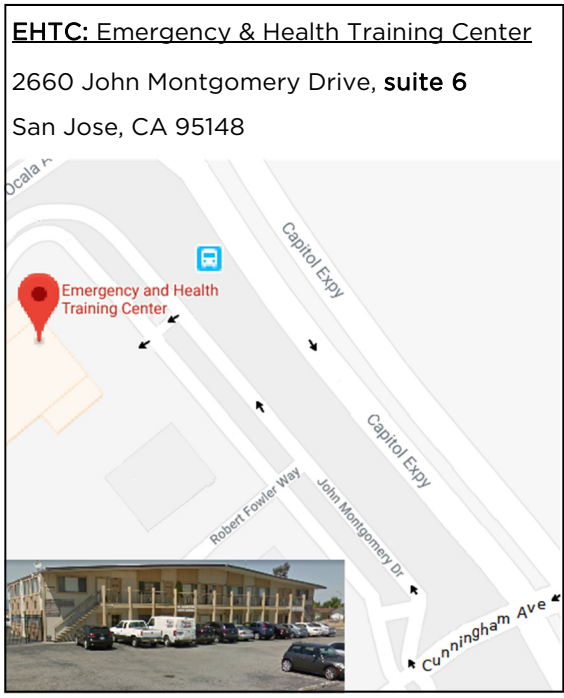 EHTC: Emergency & Health Training Center
2660 John Montgomery Drive, suite 6
San Jose, CA 95148
Ocala A
Capitol Expy
Emergency and Health
Training Center
Capitol Expy
Robert Fowler Way
John Montgomery Dr
Cunningham Ave